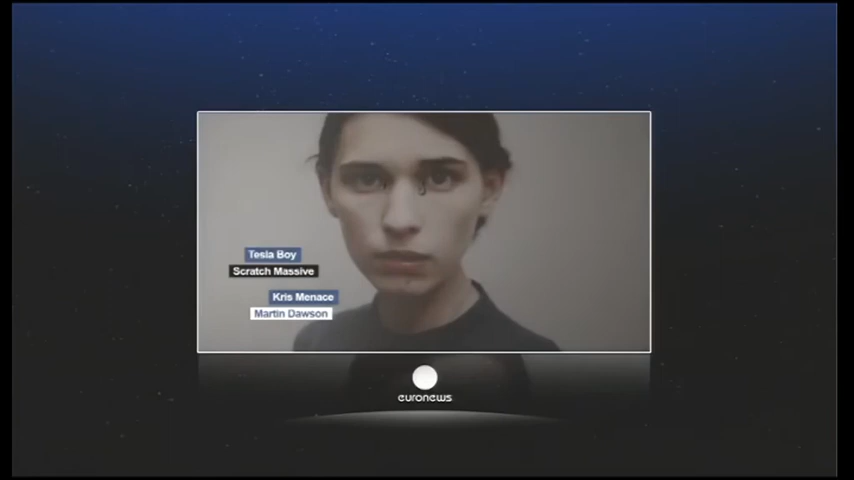 Tesla Boy
Scratch Massive
Kris Menace
Martin Dawson
euronews